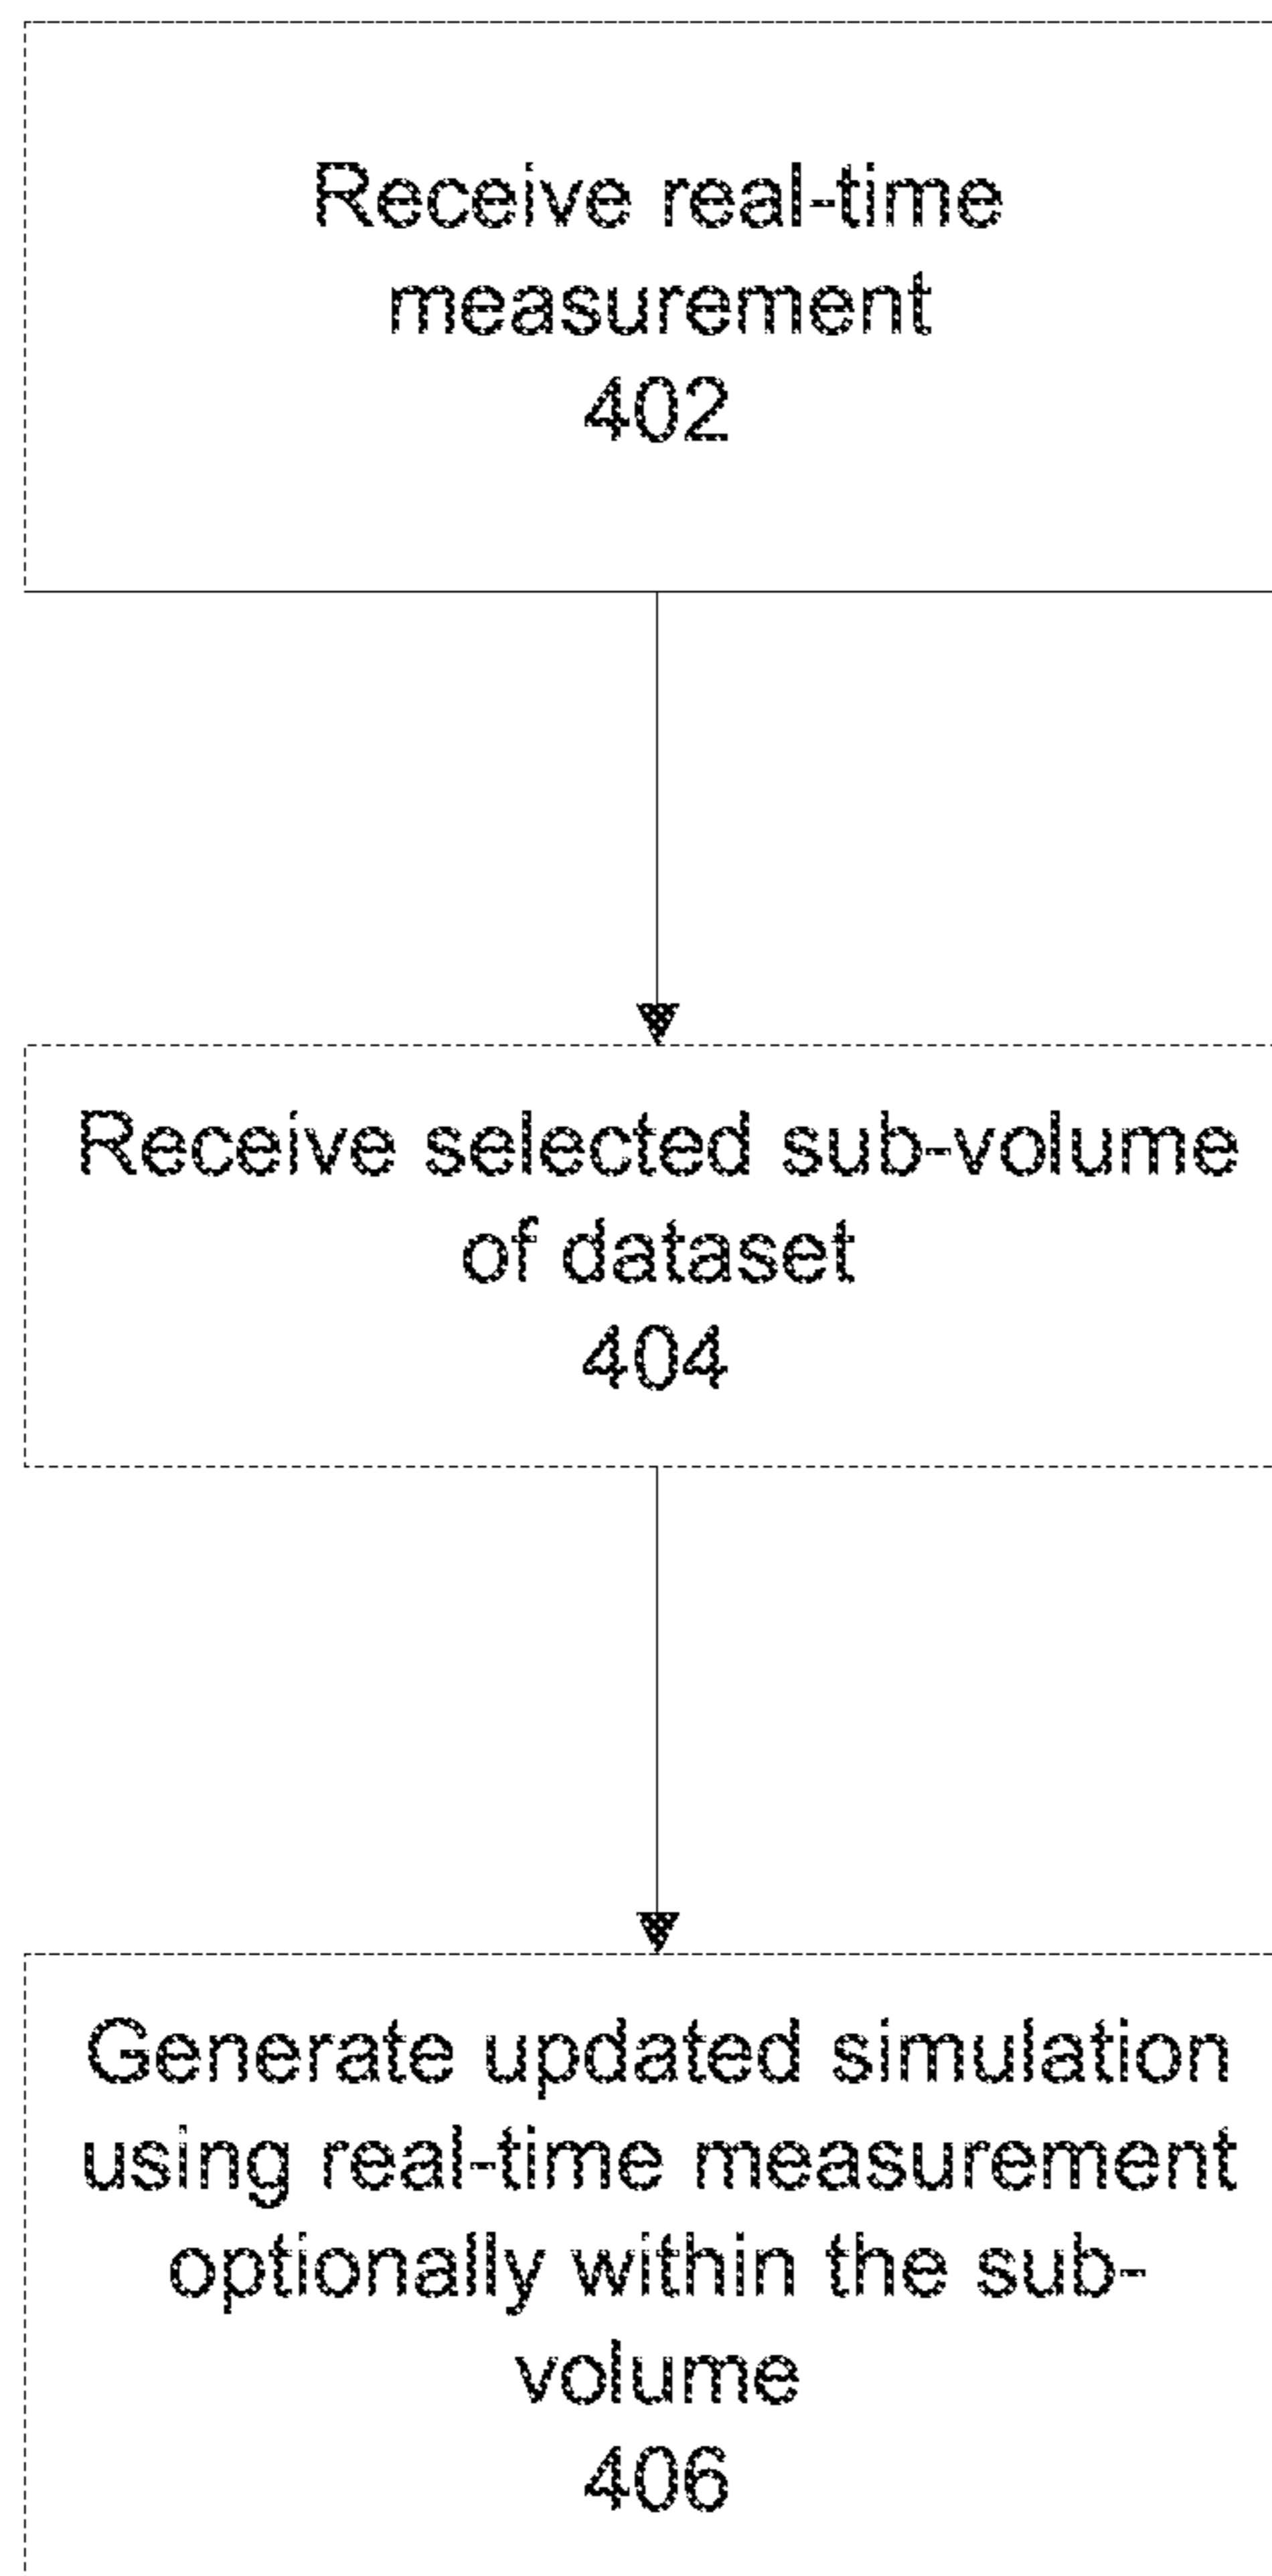 Receive real-time
measurement
402
Receive selected sub-volume
of dataset
404
Generate updated simulation
using real-time measurement
optionally within the sub-
volume
406